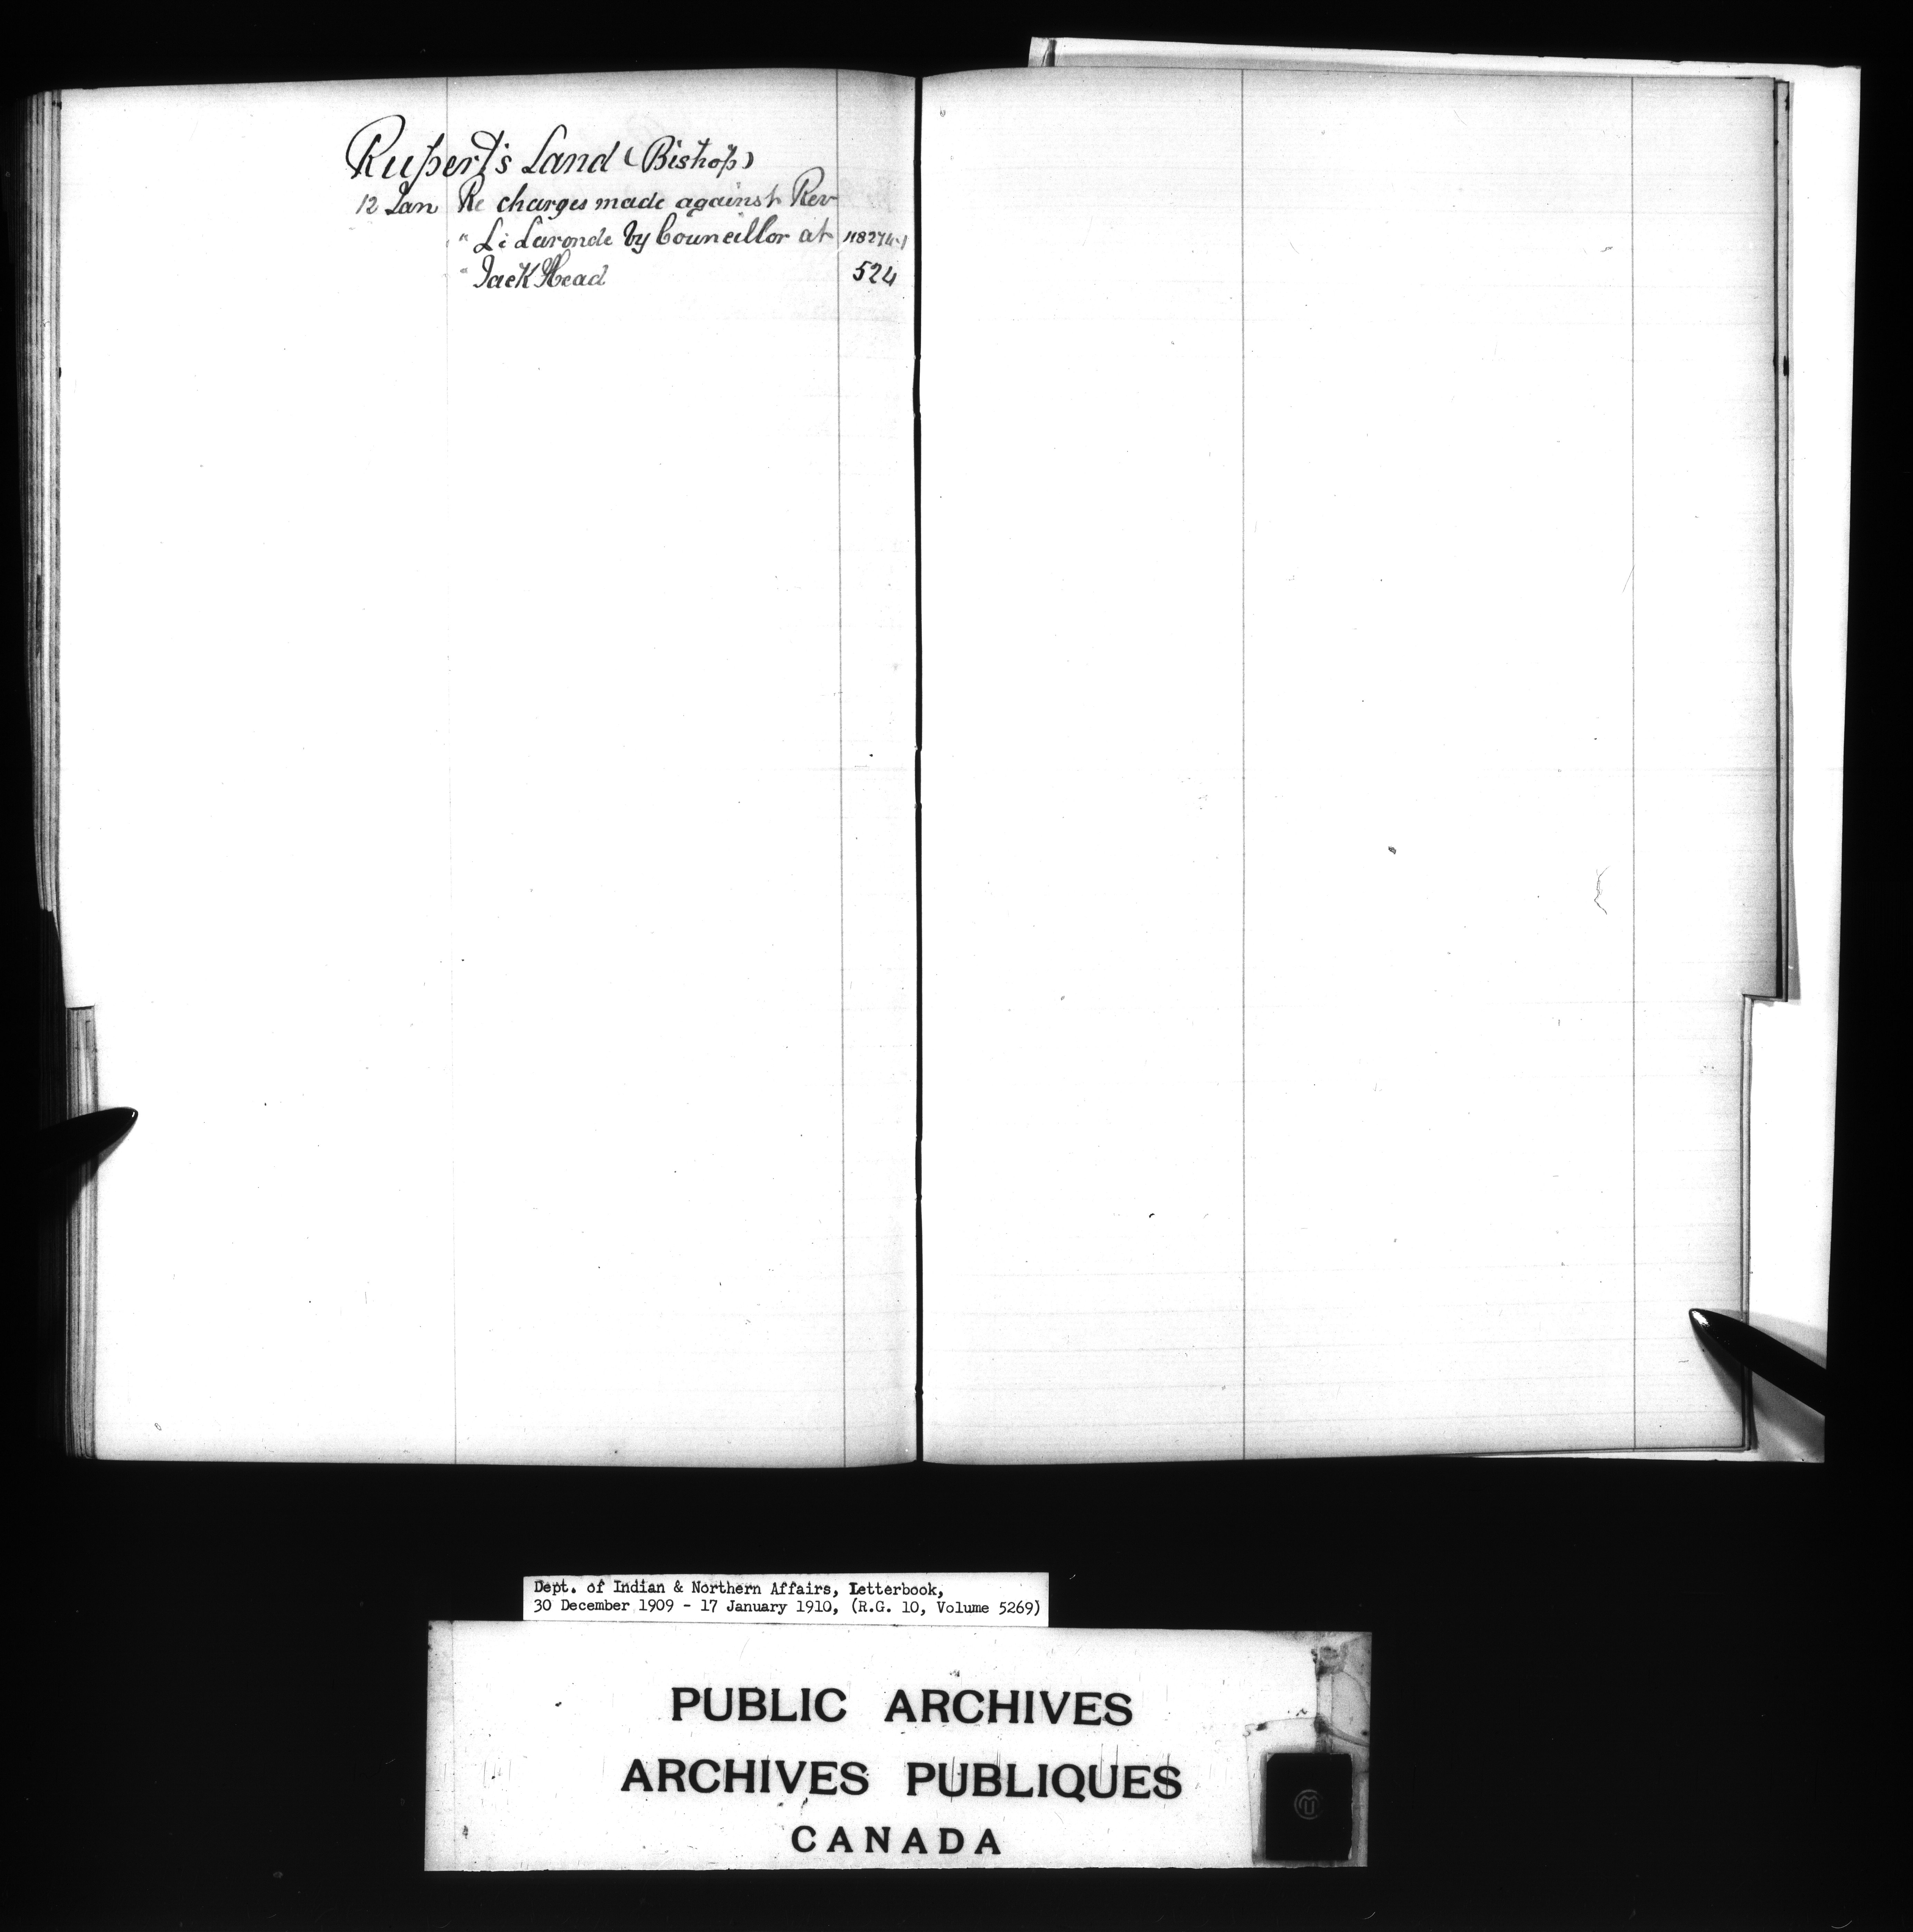 Rupert's Land (Bishop)
12 Jan Re charges made against Rev
" Li Laronde by Councillor at 118274-1
" Jack Head 524
Dept. of Indian & Northern Affairs, Letterbook,
30 December 1909 - 17 January 1910, (R.G. 10, Volume 5269)
PUBLIC ARCHIVES
ARCHIVES PUBLIQUES
CANADA